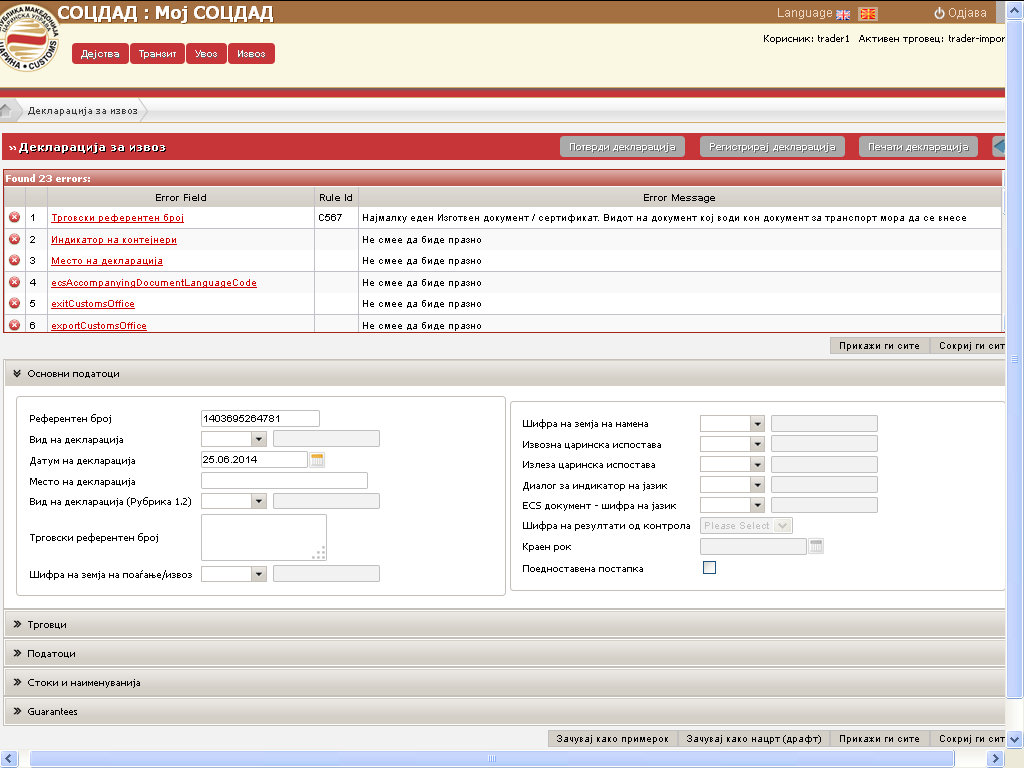 СОЦДАД : Мој СОЦДАД
Language
Одјава
Корисник: trader1 Активен трговец: trader-impor
Дејства Транзит Увоз Извоз
Декларација за извоз
»Декларација за извоз
Потврди декларација Регистрирај декларација Печати декларација
Found 23 errors:
Error Field Rule Id Error Message
1 Трговски референтен број C567 Најмалку еден Изготвен документ / сертификат. Видот на документ кој води кон документ за транспорт мора да се внесе
2 Индикатор на контејнери Не смее да биде празно
3 Место на декларација Не смее да биде празно
4 ecsAccompanyingDocumentLanguageCode Не смее да биде празно
5 exitCustomsOffice Не смее да биде празно
6 exportCustomsOffice Не смее да биде празно
Прикажи ги сите Сокриј ги сит
Основни податоци
Референтен број 1403695264781
Вид на декларација
Датум на декларација 25.06.2014
Место на декларација
Вид на декларација (Рубрика 1.2)
Трговски референтен број
Шифра на земја на поаѓање/извоз
Шифра на земја на намена
Извозна царинска испостава
Излеза царинска испостава
Диалог за индикатор на јазик
ECS документ - шифра на јазик
Шифра на резултати од контрола Please Select
Краен рок
Поедноставена постапка
Трговци
Податоци
Стоки и наименуванија
Guarantees
Зачувај како примерок Зачувај како нацрт (драфт) Прикажи ги сите Сокриј ги сит